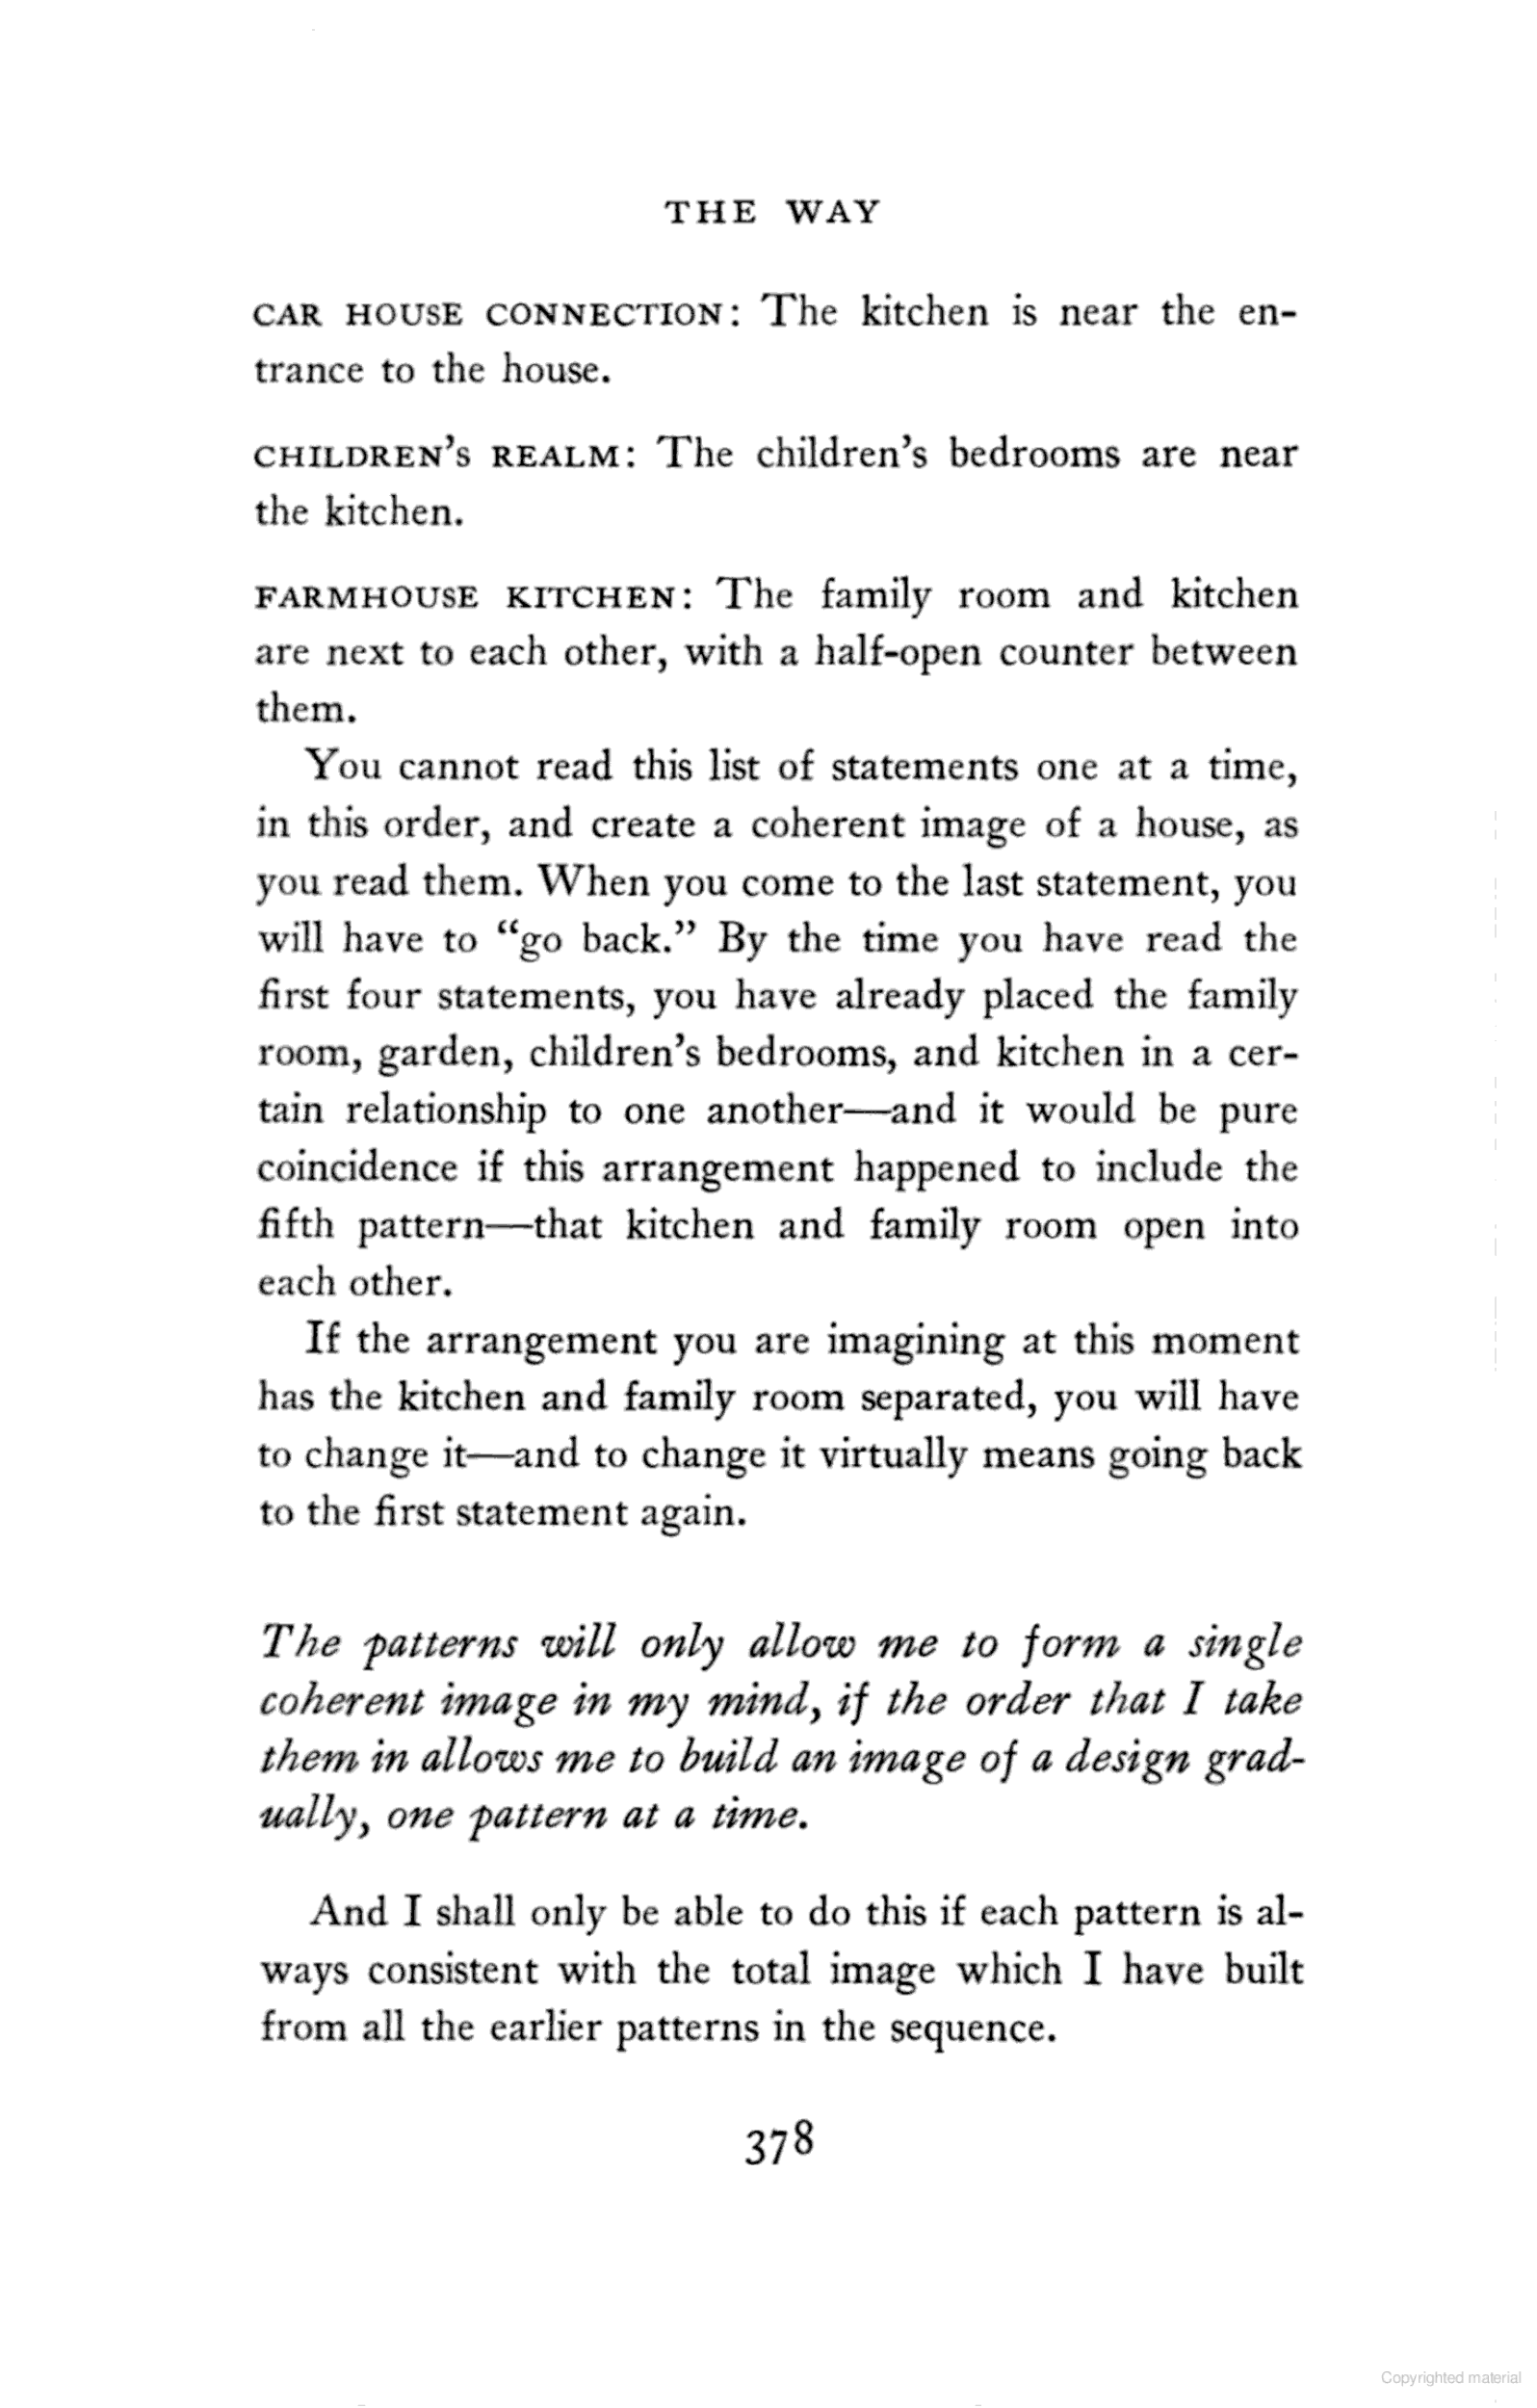 THE WAY
CAR HOUSE CONNECTION: The kitchen is near the en-
trance to the house.
CHILDREN'S REALM: The children's bedrooms are near
the kitchen.
FARMHOUSE KITCHEN: The family room and kitchen
are next to each other, with a half-open counter between
them.
You cannot read this list of statements one at a time,
in this order, and create a coherent image of a house, as
you read them. When you come to the last statement, you
will have to “go back.” By the time you have read the
first four statements, you have already placed the family
room, garden, children's bedrooms, and kitchen in a cer-
tain relationship to one another—and it would be pure
coincidence if this arrangement happened to include the
fifth pattern—that kitchen and family room open into
each other.
If the arrangement you are imagining at this moment
has the kitchen and family room separated, you will have
to change it—and to change it virtually means going back
to the first statement again.
The patterns will only allow me to form a single
coherent image in my mind, if the order that I take
them in allows me to build an image of a design grad-
ually, one pattern at a time.
And I shall only be able to do this if each pattern is al-
ways consistent with the total image which I have built
from all the earlier patterns in the sequence.
378
Copyrighted material